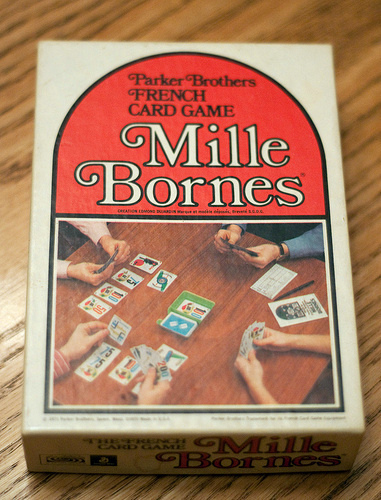 Parker Brothers
FRENCH
CARD GAME
Mille
Bornes
THE FRENCH
CARD GAME
Mille
Bornes